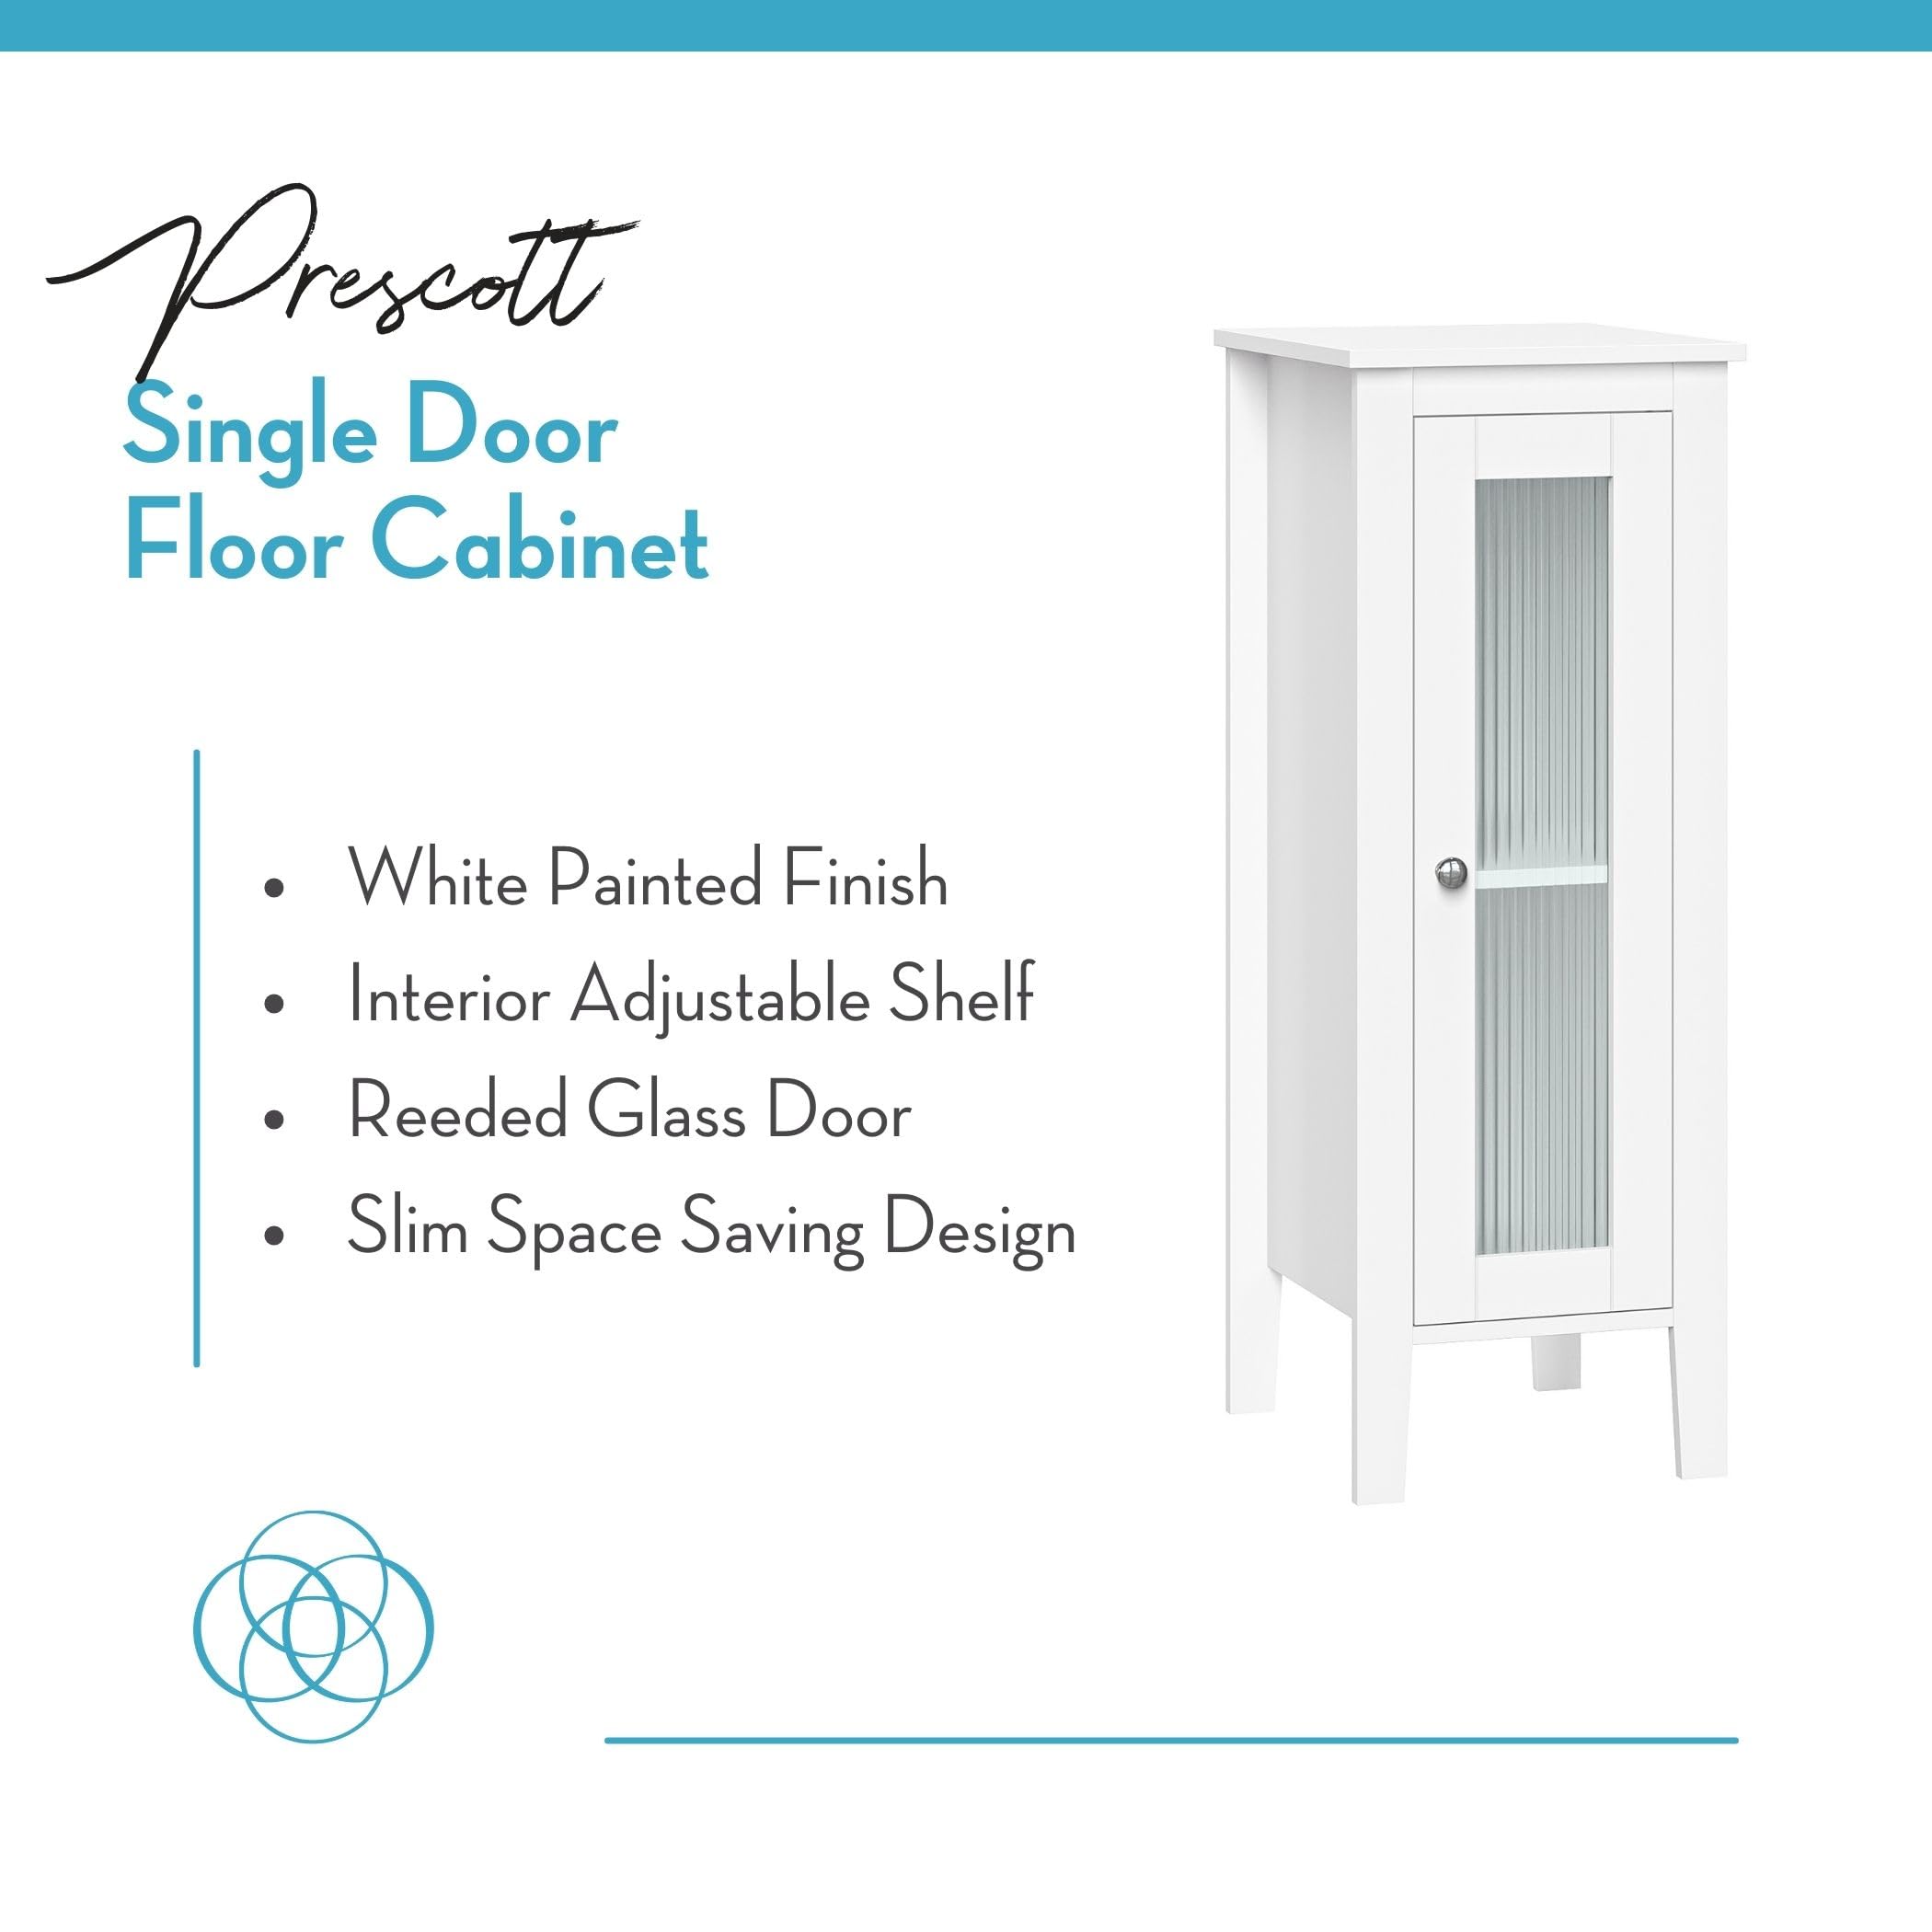 Prescott
Single Door
Floor Cabinet
• White Painted Finish
• Interior Adjustable Shelf
• Reeded Glass Door
• Slim Space Saving Design